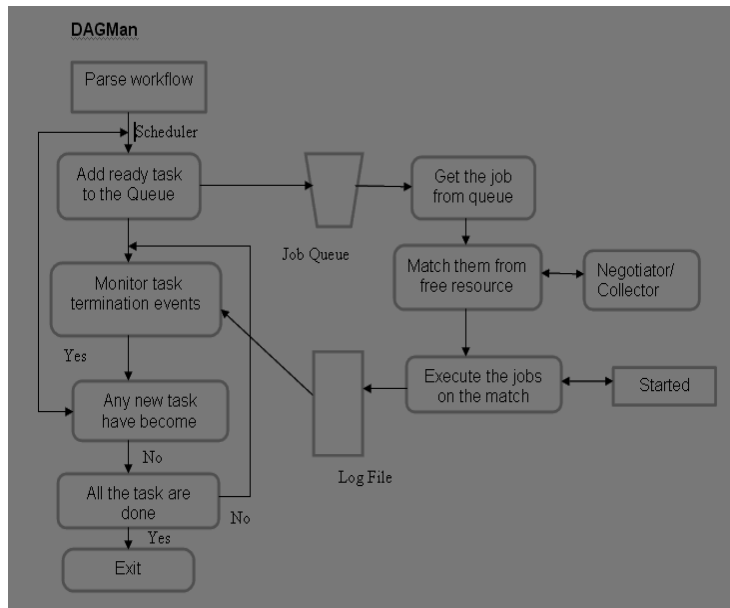 DAGMan
Parse workflow
Scheduler
Add ready task
to the Queue
Job Queue
Get the job
from queue
Match them from
free resource
Negotiator/
Collector
Monitor task
termination events
Yes
Execute the jobs
on the match
Started
Any new task
have become
No
Log File
All the task are
done
No
Yes
Exit